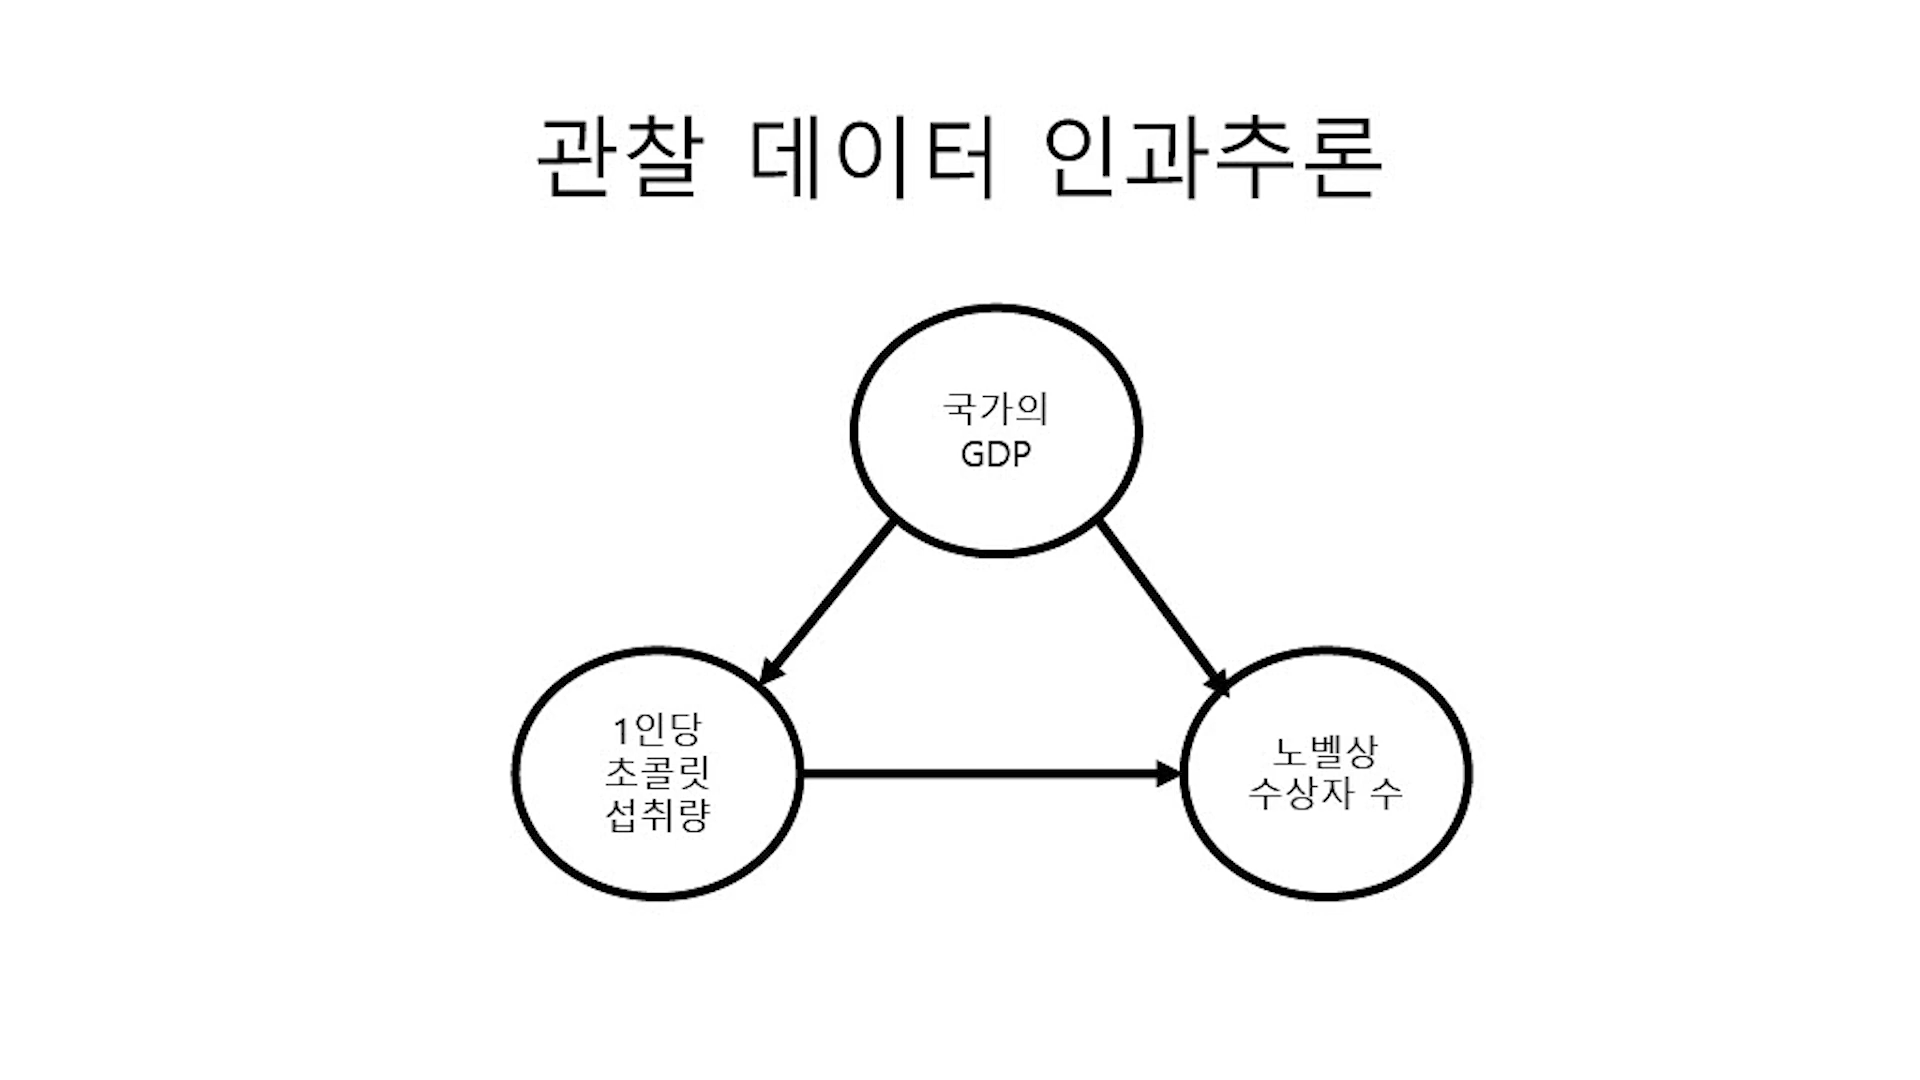 관찰 데이터 인과추론
국가의
GDP
1인당
초콜릿
섭취량
노벨상
수상자 수